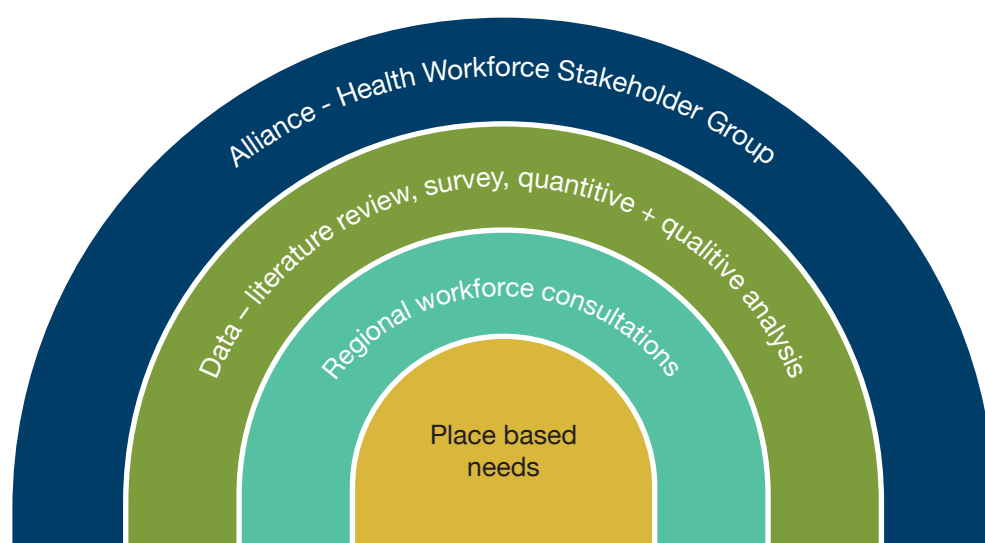 Alliance - Health Workforce Stakeholder Group
Data – literature review, survey, quantitive + qualitive analysis
Regional workforce consultations
Place based
needs